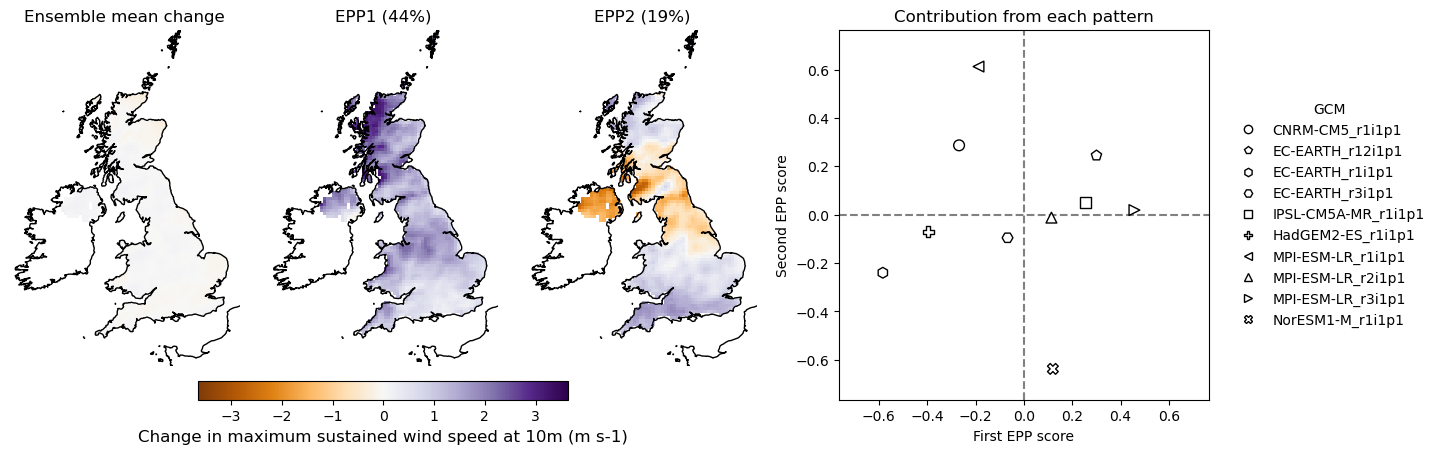 Ensemble mean change
EPP1 (44%)
EPP2 (19%)
Contribution from each pattern
−3
−2
−1
0
1
2
3
Change in maximum sustained wind speed at 10m (m s-1)
Second EPP score
0.6
0.4
0.2
0.0
−0.2
−0.4
−0.6
−0.6
−0.4
−0.2
0.0
0.2
0.4
0.6
First EPP score
GCM
CNRM-CM5_r1i1p1
EC-EARTH_r12i1p1
EC-EARTH_r1i1p1
EC-EARTH_r3i1p1
IPSL-CM5A-MR_r1i1p1
HadGEM2-ES_r1i1p1
MPI-ESM-LR_r1i1p1
MPI-ESM-LR_r2i1p1
MPI-ESM-LR_r3i1p1
NorESM1-M_r1i1p1